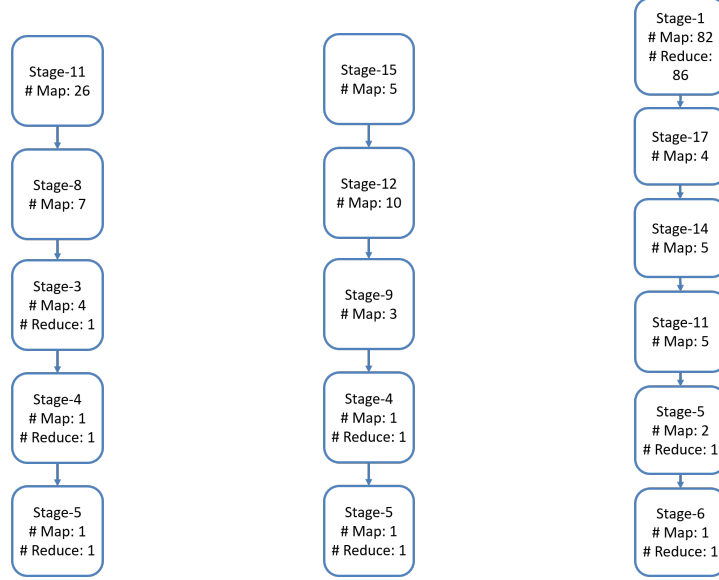 Stage-11
# Map: 26
Stage-8
# Map: 7
Stage-3
# Map: 4
# Reduce: 1
Stage-4
# Map: 1
# Reduce: 1
Stage-5
# Map: 1
# Reduce: 1
Stage-15
# Map: 5
Stage-12
# Map: 10
Stage-9
# Map: 3
Stage-4
# Map: 1
# Reduce: 1
Stage-5
# Map: 1
# Reduce: 1
Stage-1
# Map: 82
# Reduce:
86
Stage-17
# Map: 4
Stage-14
# Map: 5
Stage-11
# Map: 5
Stage-5
# Map: 2
# Reduce: 1
Stage-6
# Map: 1
# Reduce: 1